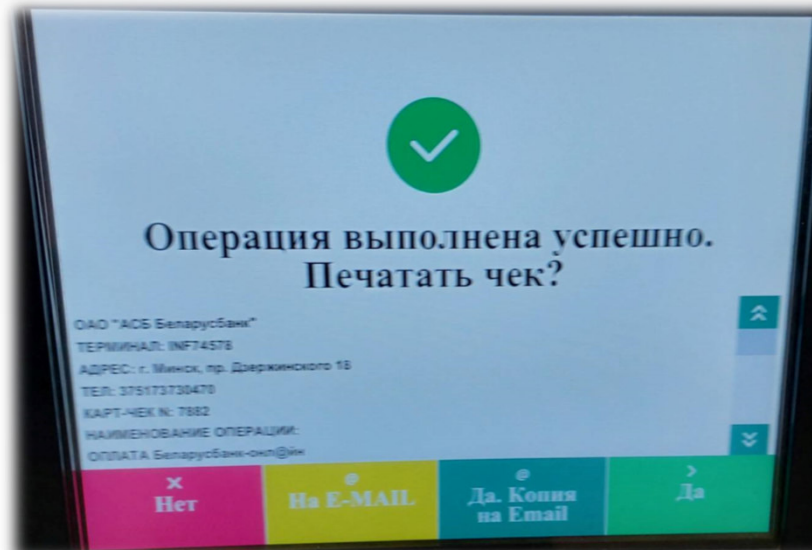 Операция выполнена успешно.
Печатать чек?
ОАО "АСБ Беларусбанк"
ТЕРМИНАЛ: INF74578
АДРЕС: г. Минск, пр. Дзержинского 18
ТЕЛ: 375173730470
КАРТ-ЧЕК N: 7882
НАИМЕНОВАНИЕ ОПЕРАЦИИ:
ОПЛАТА Беларусбанк-онл@йн
Нет
@
На E-MAIL
@
Да. Копия
на Email
Да